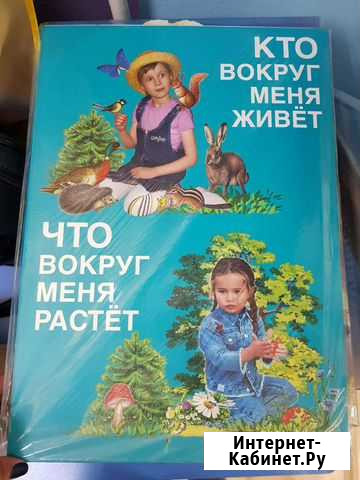 КТО
ВОКРУГ
МЕНЯ
ЖИВЁТ
ЧТО
ВОКРУГ
МЕНЯ
РАСТЁТ
Интернет-
Кабинет.Ру